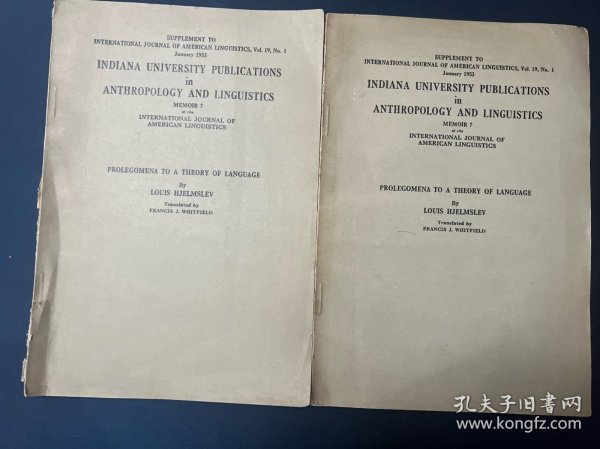 SUPPLEMENT TO
INTERNATIONAL JOURNAL OF AMERICAN LINGUISTICS, Vol. 19, No. 1
January 1953
INDIANA UNIVERSITY PUBLICATIONS
in
ANTHROPOLOGY AND LINGUISTICS
MEMOIR 7
of the
INTERNATIONAL JOURNAL OF
AMERICAN LINGUISTICS
PROLEGOMENA TO A THEORY OF LANGUAGE
By
LOUIS HJELMSLEV
Translated by
FRANCIS J. WHITFIELD
SUPPLEMENT TO
INTERNATIONAL JOURNAL OF AMERICAN LINGUISTICS, Vol. 19, No. 1
January 1953
INDIANA UNIVERSITY PUBLICATIONS
in
ANTHROPOLOGY AND LINGUISTICS
MEMOIR 7
of the
INTERNATIONAL JOURNAL OF
AMERICAN LINGUISTICS
PROLEGOMENA TO A THEORY OF LANGUAGE
By
LOUIS HJELMSLEV
Translated by
FRANCIS J. WHITFIELD
孔夫子旧书网
www.kongfz.com